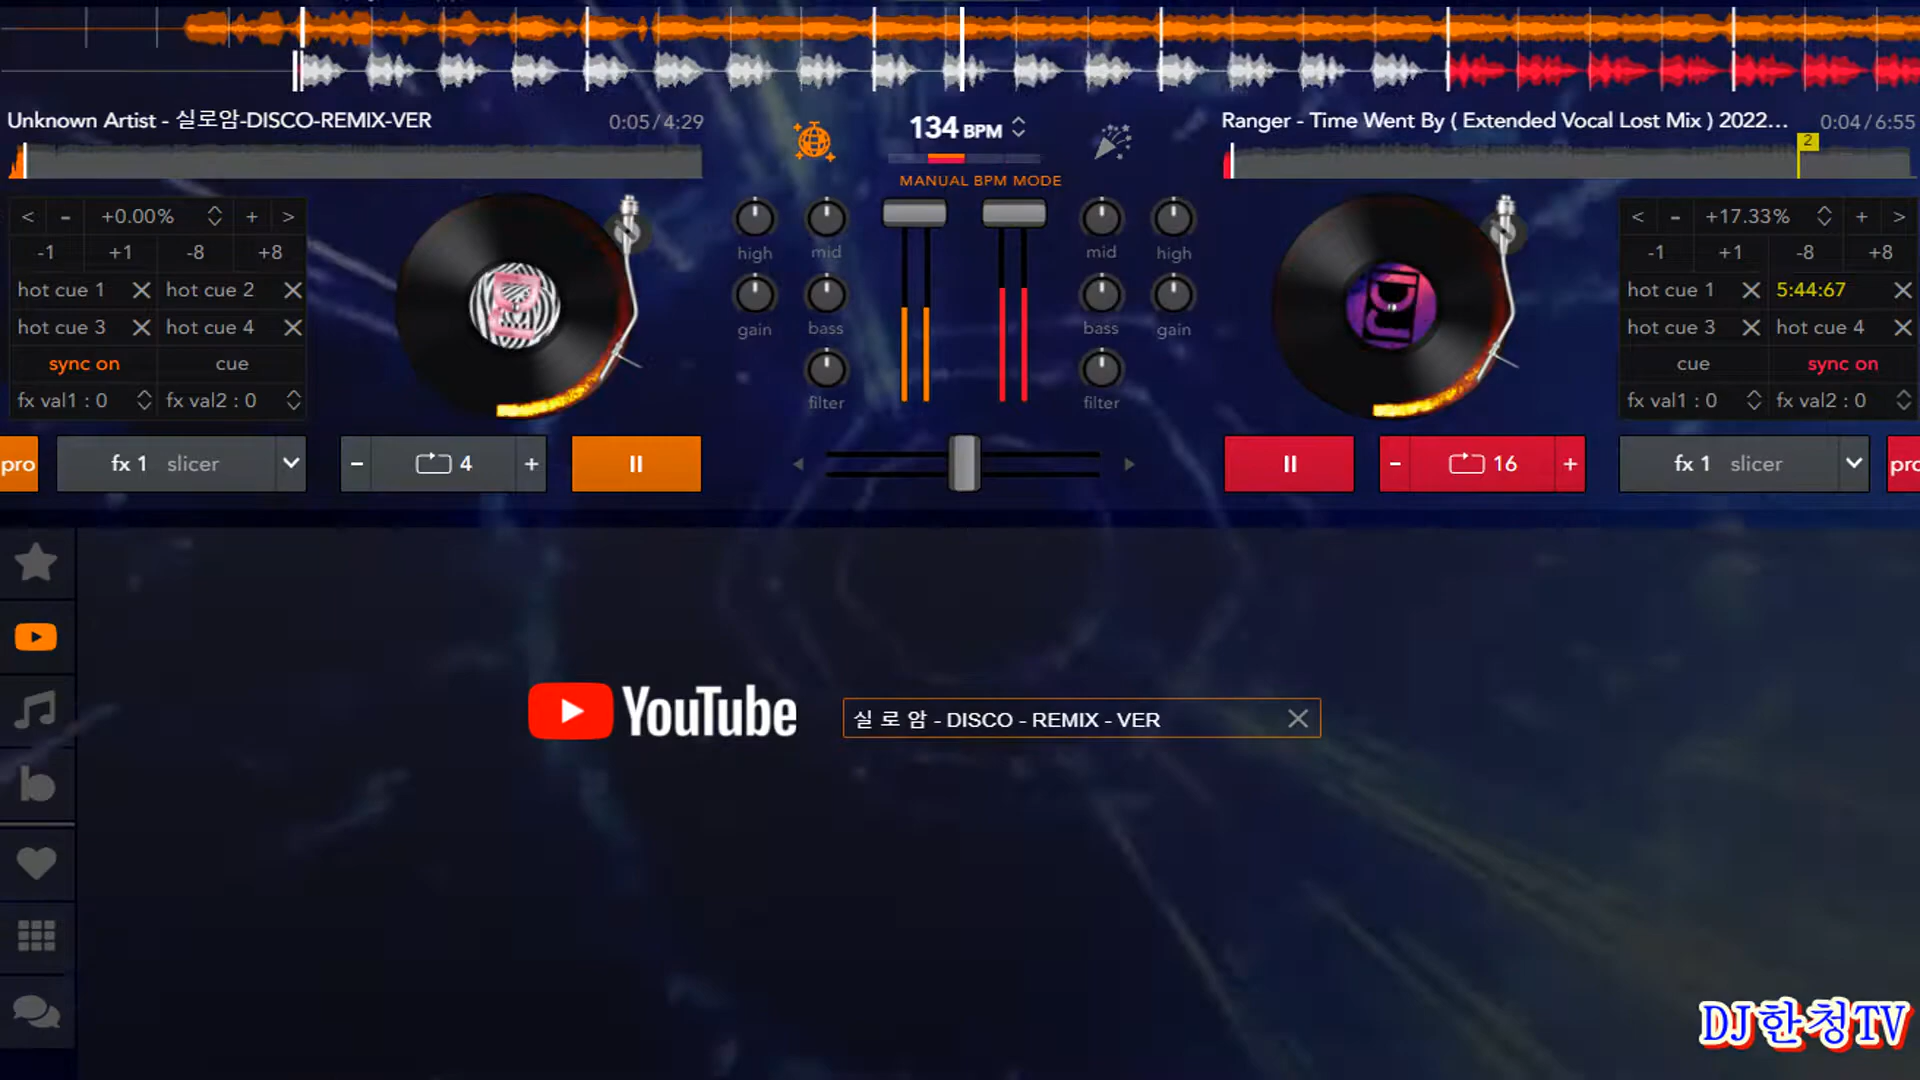 Unknown Artist - 실로암-DISCO-REMIX-VER
0:05 / 4:29
134 BPM
MANUAL BPM MODE
Ranger - Time Went By ( Extended Vocal Lost Mix ) 2022...
0:04 / 6:55
2
< - +0.00% + >
-1 +1 -8 +8
hot cue 1 hot cue 2
hot cue 3 hot cue 4
sync on cue
fx val1 : 0 fx val2 : 0
high mid
gain bass
filter
mid high
bass gain
filter
< - +17.33% + >
-1 +1 -8 +8
hot cue 1 5:44:67
hot cue 3 hot cue 4
cue sync on
fx val1 : 0 fx val2 : 0
DJ
DJ
pro fx 1 slicer - 4 +
- 16 + fx 1 slicer pro
YouTube
실 로 암 - DISCO - REMIX - VER
b
DJ한청TV